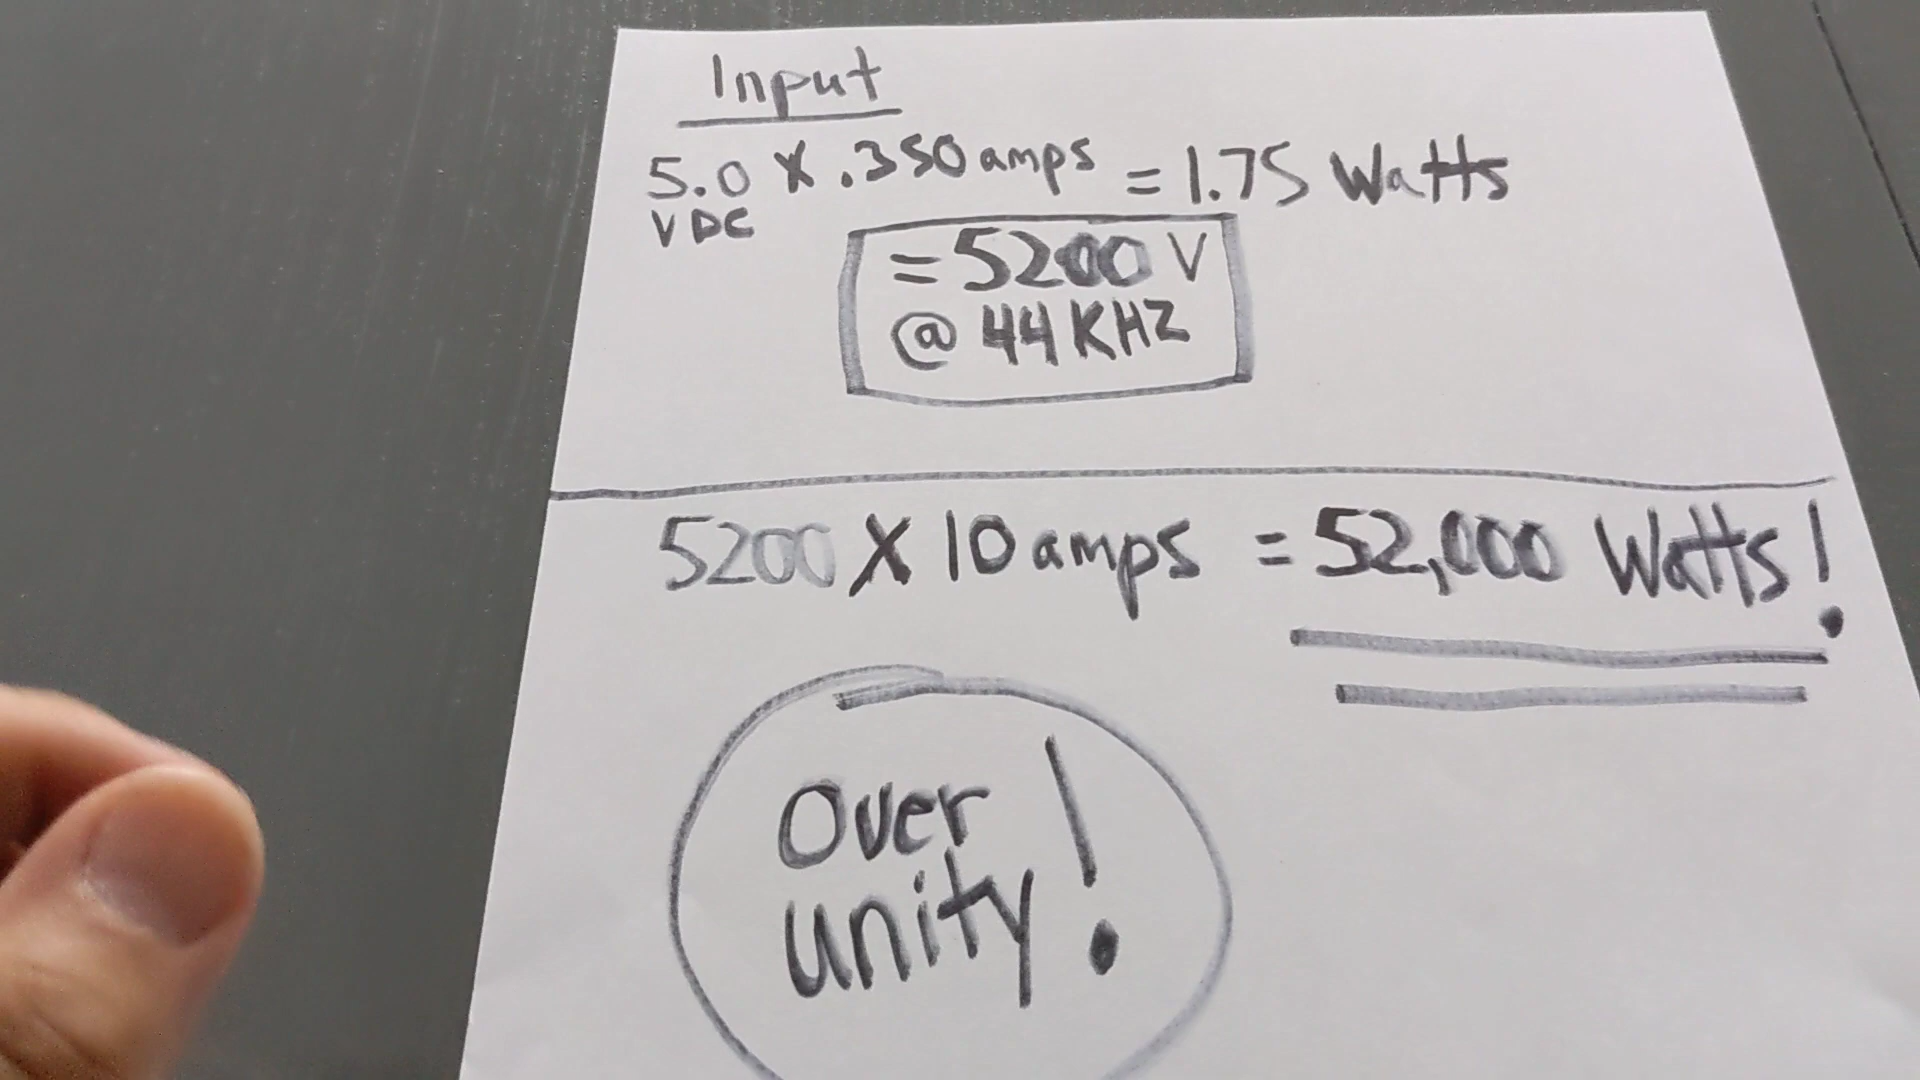 Input
5.0 X .350 amps = 1.75 Watts
VDC
= 5200 V
@ 44 KHZ
5200 X 10 amps = 52,000 Watts!
Over
unity!